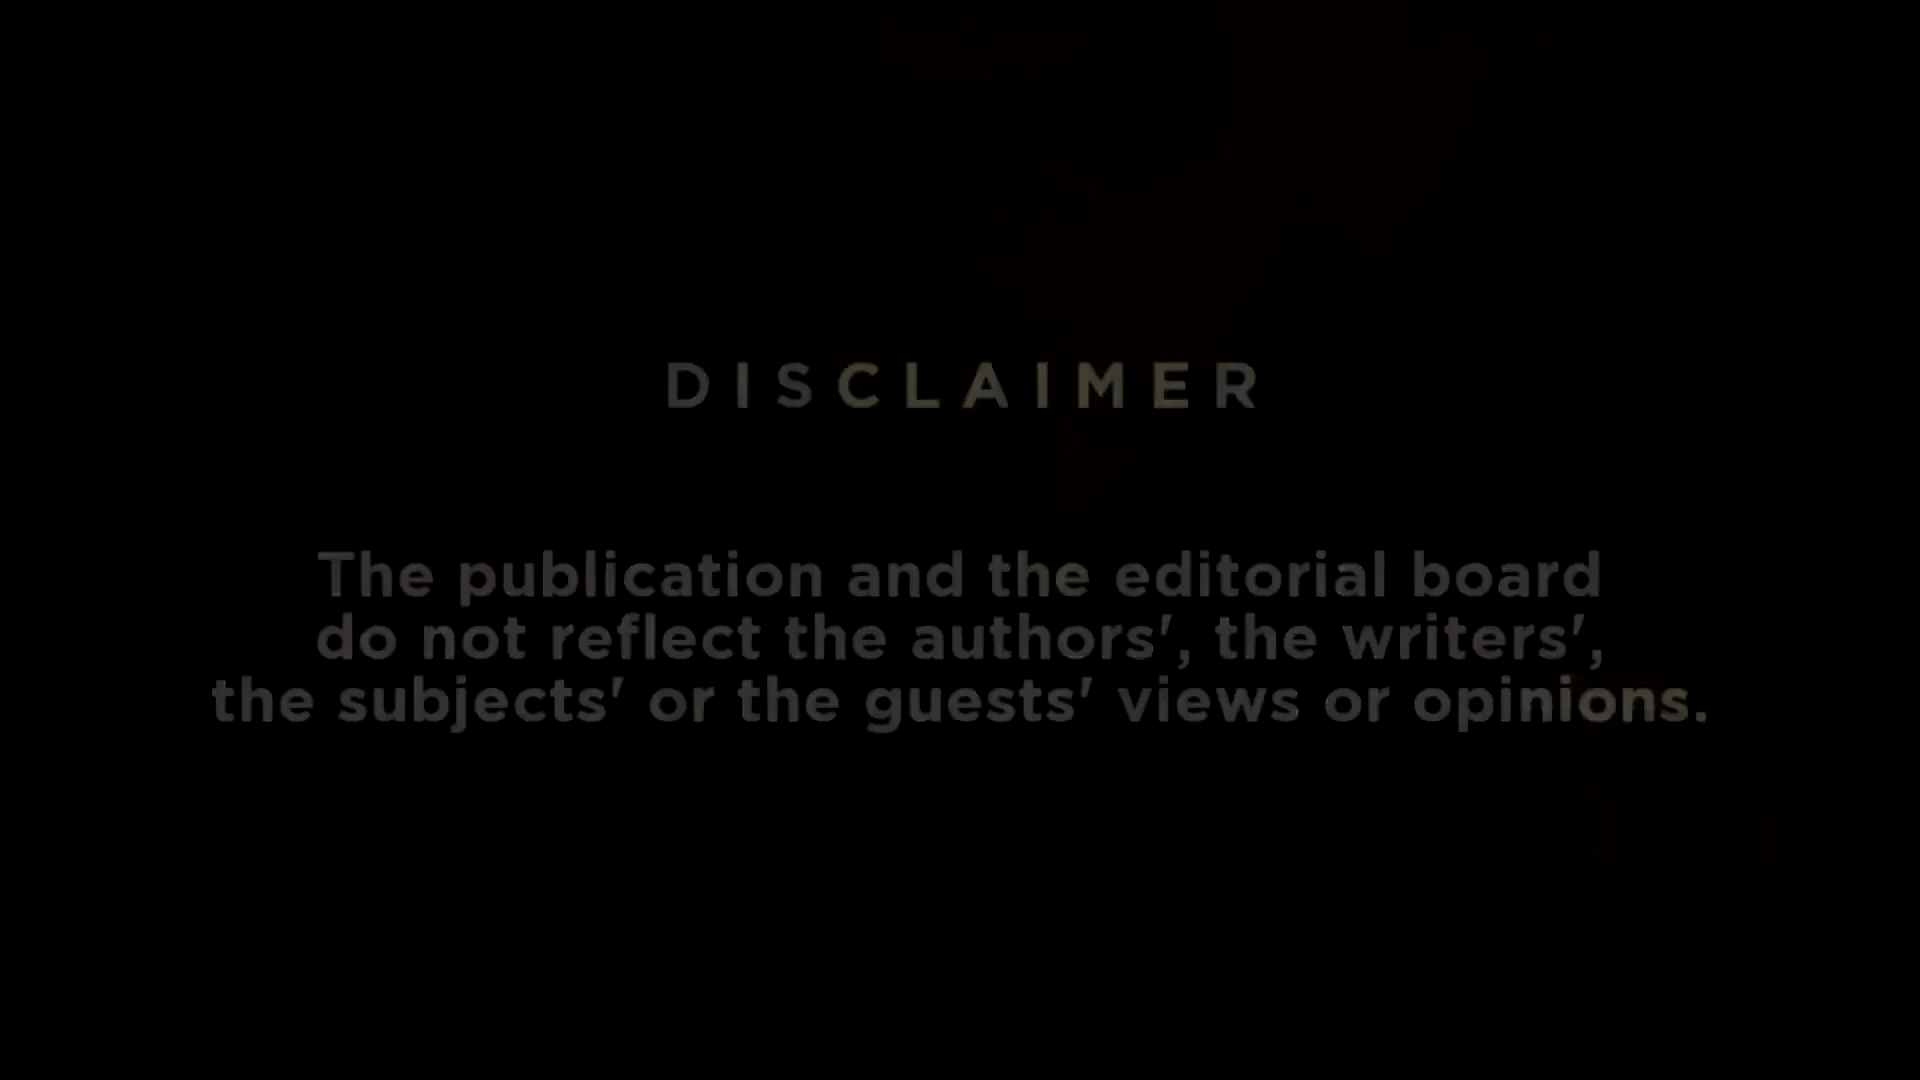 DISCLAIMER
The publication and the editorial board
do not reflect the authors', the writers',
the subjects' or the guests' views or opinions.